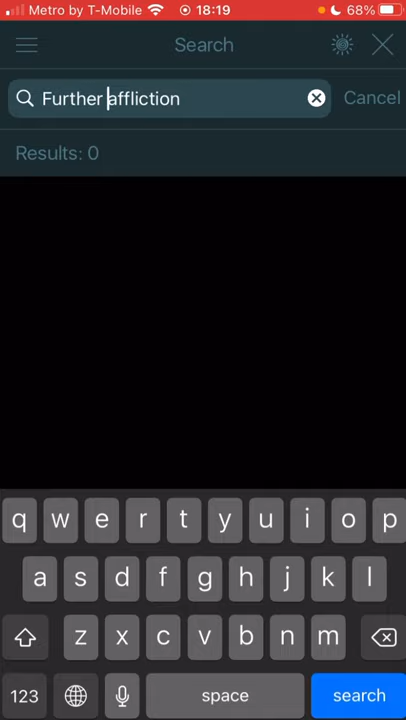 Metro by T-Mobile 18:19 68%
Search
Further affliction Cancel
Results: 0
q w e r t y u i o p
a s d f g h j k l
z x c v b n m
123 space search